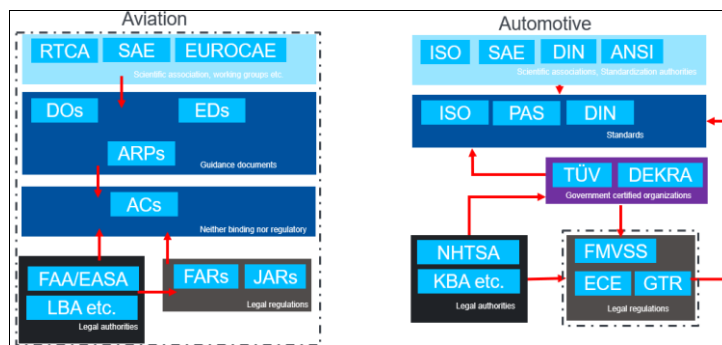 Aviation
RTCA SAE EUROCAE
Scientific association, working groups etc.
DOs EDs
ARPs
Guidance documents
ACs
Neither binding nor regulatory
FAA/EASA
LBA etc.
Legal authorities
FARs JARs
Legal regulations
Automotive
ISO SAE DIN ANSI
Scientific associations, Standardization authorities
ISO PAS DIN
Standards
TÜV DEKRA
Government certified organizations
NHTSA
KBA etc.
Legal authorities
FMVSS
ECE GTR
Legal regulations